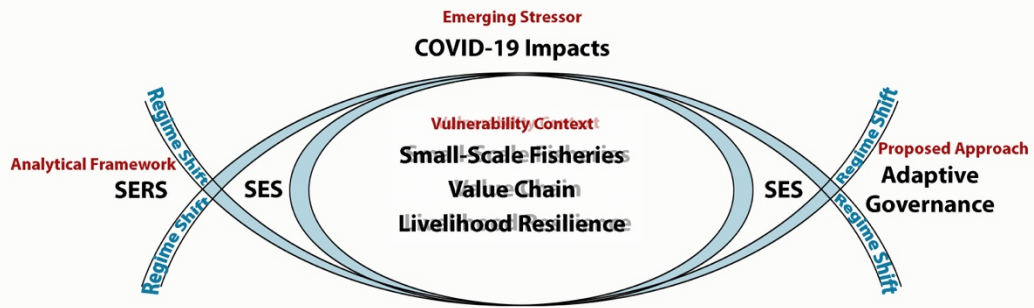 Emerging Stressor
COVID-19 Impacts
Regime Shift
Regime Shift
Vulnerability Context
Small-Scale Fisheries
Value Chain
Livelihood Resilience
Analytical Framework
SERS
SES
SES
Proposed Approach
Adaptive
Governance
Regime Shift
Regime Shift